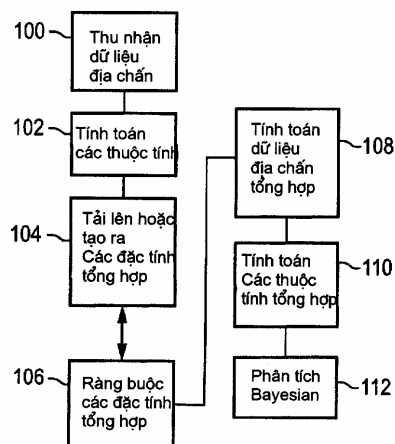 100
Thu nhận
dữ liệu
địa chấn
102
Tính toán
các thuộc tính
104
Tải lên hoặc
tạo ra
Các đặc tính
tổng hợp
106
Ràng buộc
các đặc tính
tổng hợp
108
Tính toán
dữ liệu
địa chấn
tổng hợp
110
Tính toán
Các thuộc
tính tổng hợp
112
Phân tích
Bayesian